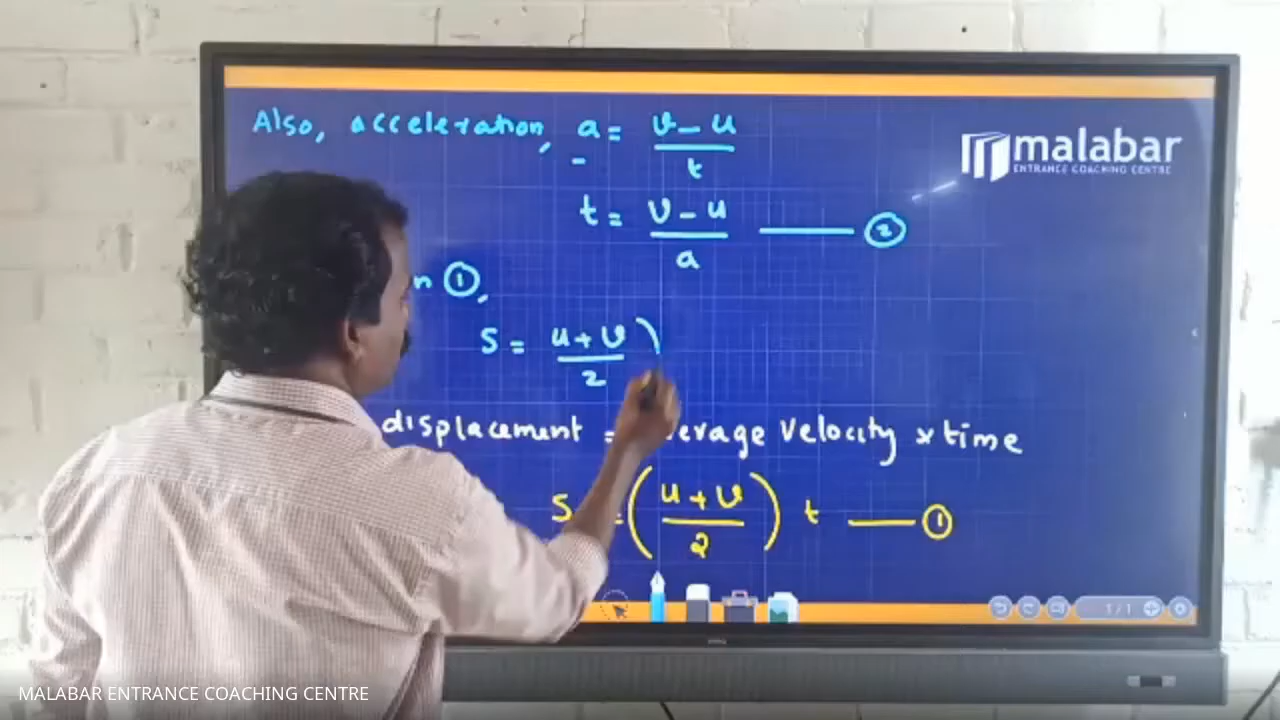 Also, acceleration, a = v - u / t
t = v - u / a —— ②
n ①,
S = u + v / 2 )
displacement = verage velocity × time
S = ( u + v / 2 ) t —— ①
malabar
ENTRANCE COACHING CENTRE
1 / 1
MALABAR ENTRANCE COACHING CENTRE